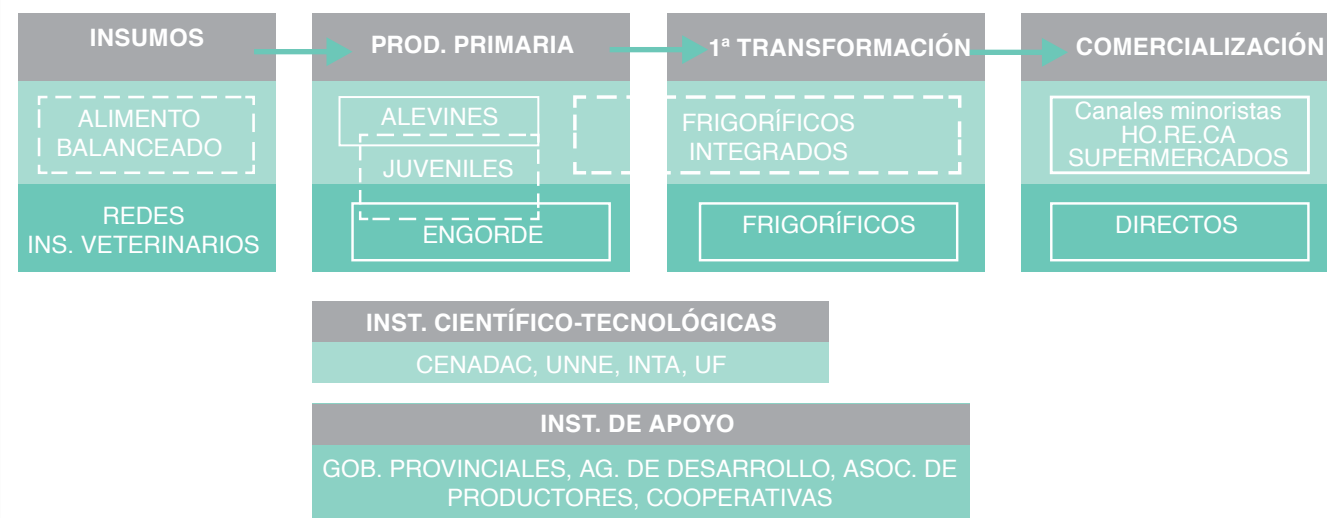 INSUMOS
PROD. PRIMARIA
1ª TRANSFORMACIÓN
COMERCIALIZACIÓN
ALIMENTO
BALANCEADO
REDES
INS. VETERINARIOS
ALEVINES
JUVENILES
ENGORDE
FRIGORÍFICOS
INTEGRADOS
FRIGORÍFICOS
Canales minoristas
HO.RE.CA
SUPERMERCADOS
DIRECTOS
INST. CIENTÍFICO-TECNOLÓGICAS
CENADAC, UNNE, INTA, UF
INST. DE APOYO
GOB. PROVINCIALES, AG. DE DESARROLLO, ASOC. DE
PRODUCTORES, COOPERATIVAS